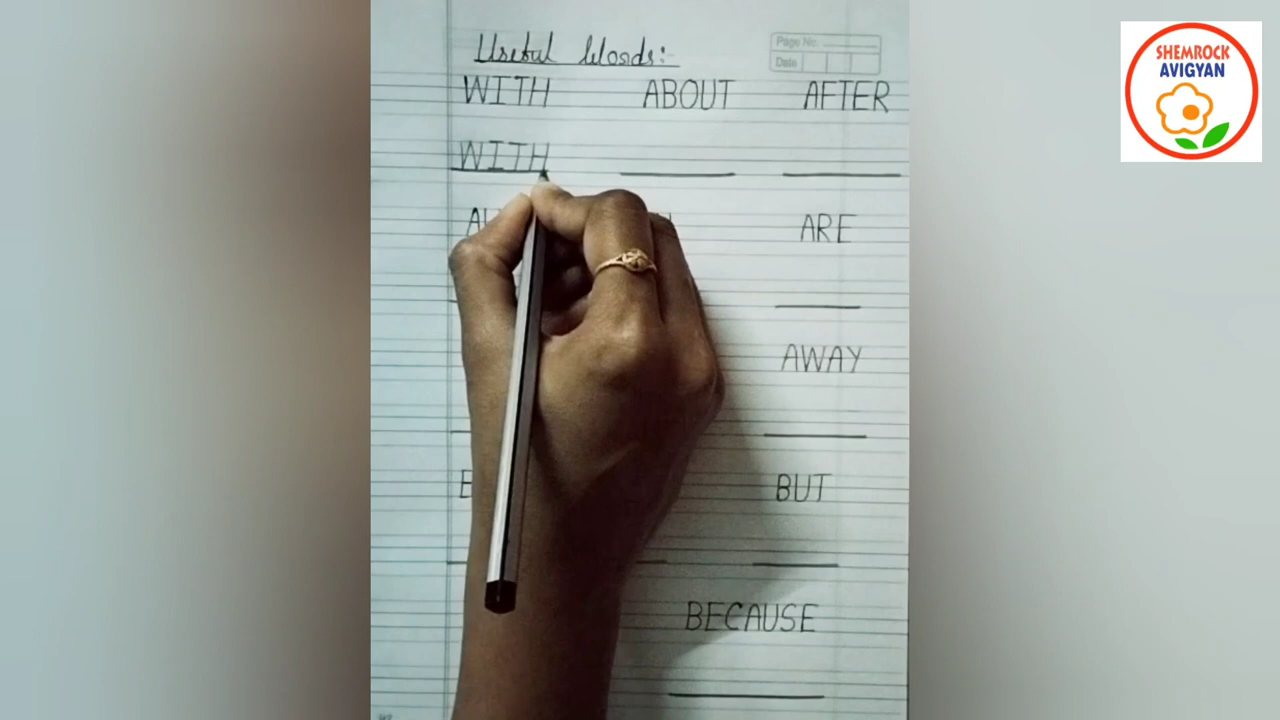 Useful Words:-
Page No.
Date
WITH ABOUT AFTER
WITH
ARE
AWAY
BUT
BECAUSE
SHEMROCK
AVIGYAN